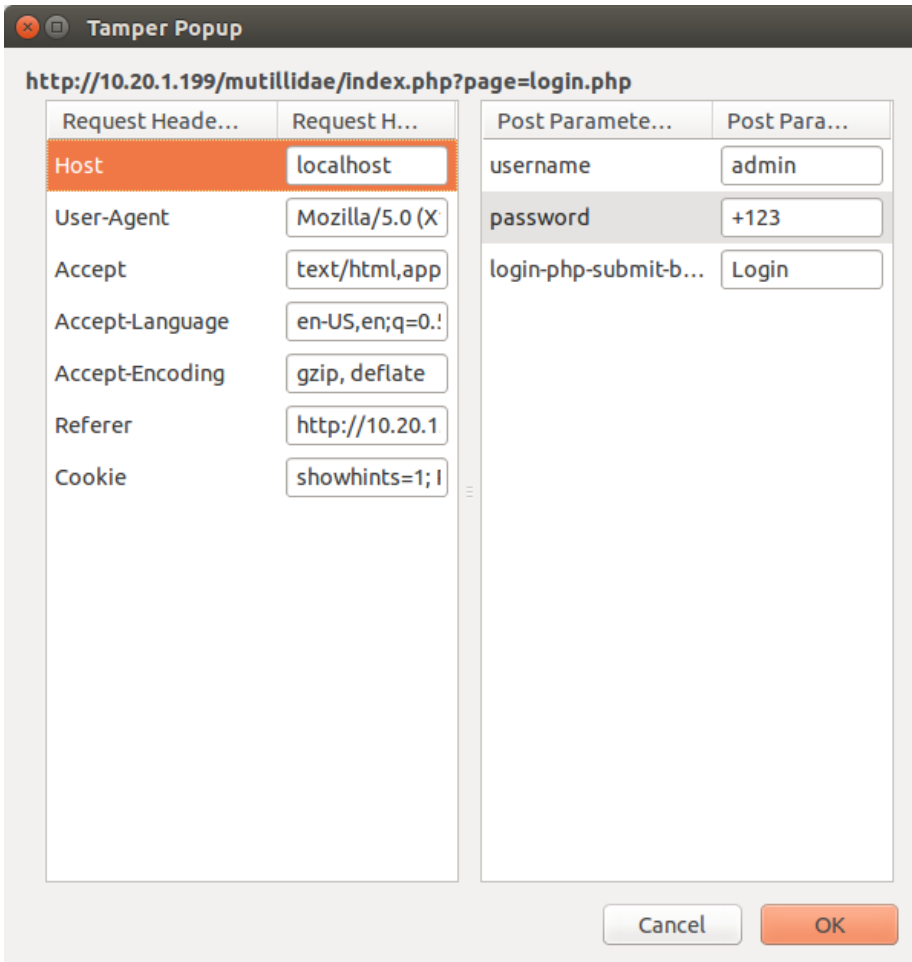 Tamper Popup
http://10.20.1.199/mutillidae/index.php?page=login.php
Request Heade... Request H...
Host localhost
User-Agent Mozilla/5.0 (X
Accept text/html,app
Accept-Language en-US,en;q=0.5
Accept-Encoding gzip, deflate
Referer http://10.20.1
Cookie showhints=1;
Post Paramete... Post Para...
username admin
password +123
login-php-submit-b... Login
Cancel OK